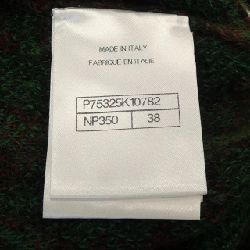 MADE IN ITALY
FABRIQUE EN ITALIE
P75325K10782
NP350 38